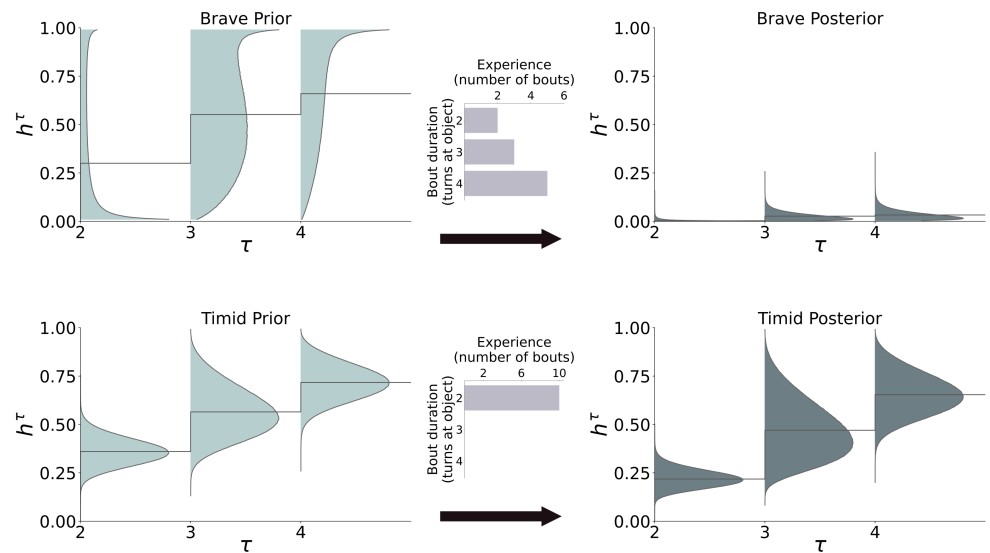 Brave Prior
1.00
0.75
0.50
0.25
0.00
h^τ
2 3 4
τ
Experience
(number of bouts)
2 4 6
Bout duration
(turns at object)
2
3
4
Brave Posterior
1.00
0.75
0.50
0.25
0.00
h^τ
2 3 4
τ
Timid Prior
1.00
0.75
0.50
0.25
0.00
h^τ
2 3 4
τ
Experience
(number of bouts)
2 6 10
Bout duration
(turns at object)
2
3
4
Timid Posterior
1.00
0.75
0.50
0.25
0.00
h^τ
2 3 4
τ